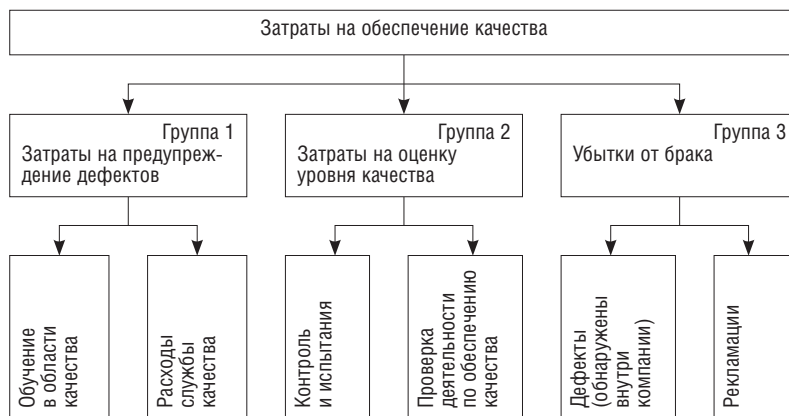 Затраты на обеспечение качества
Группа 1
Затраты на предупреж-
дение дефектов
Группа 2
Затраты на оценку
уровня качества
Группа 3
Убытки от брака
Обучение
в области
качества
Расходы
службы
качества
Контроль
и испытания
Проверка
деятельности
по обеспечению
качества
Дефекты
(обнаружены
внутри
компании)
Рекламации